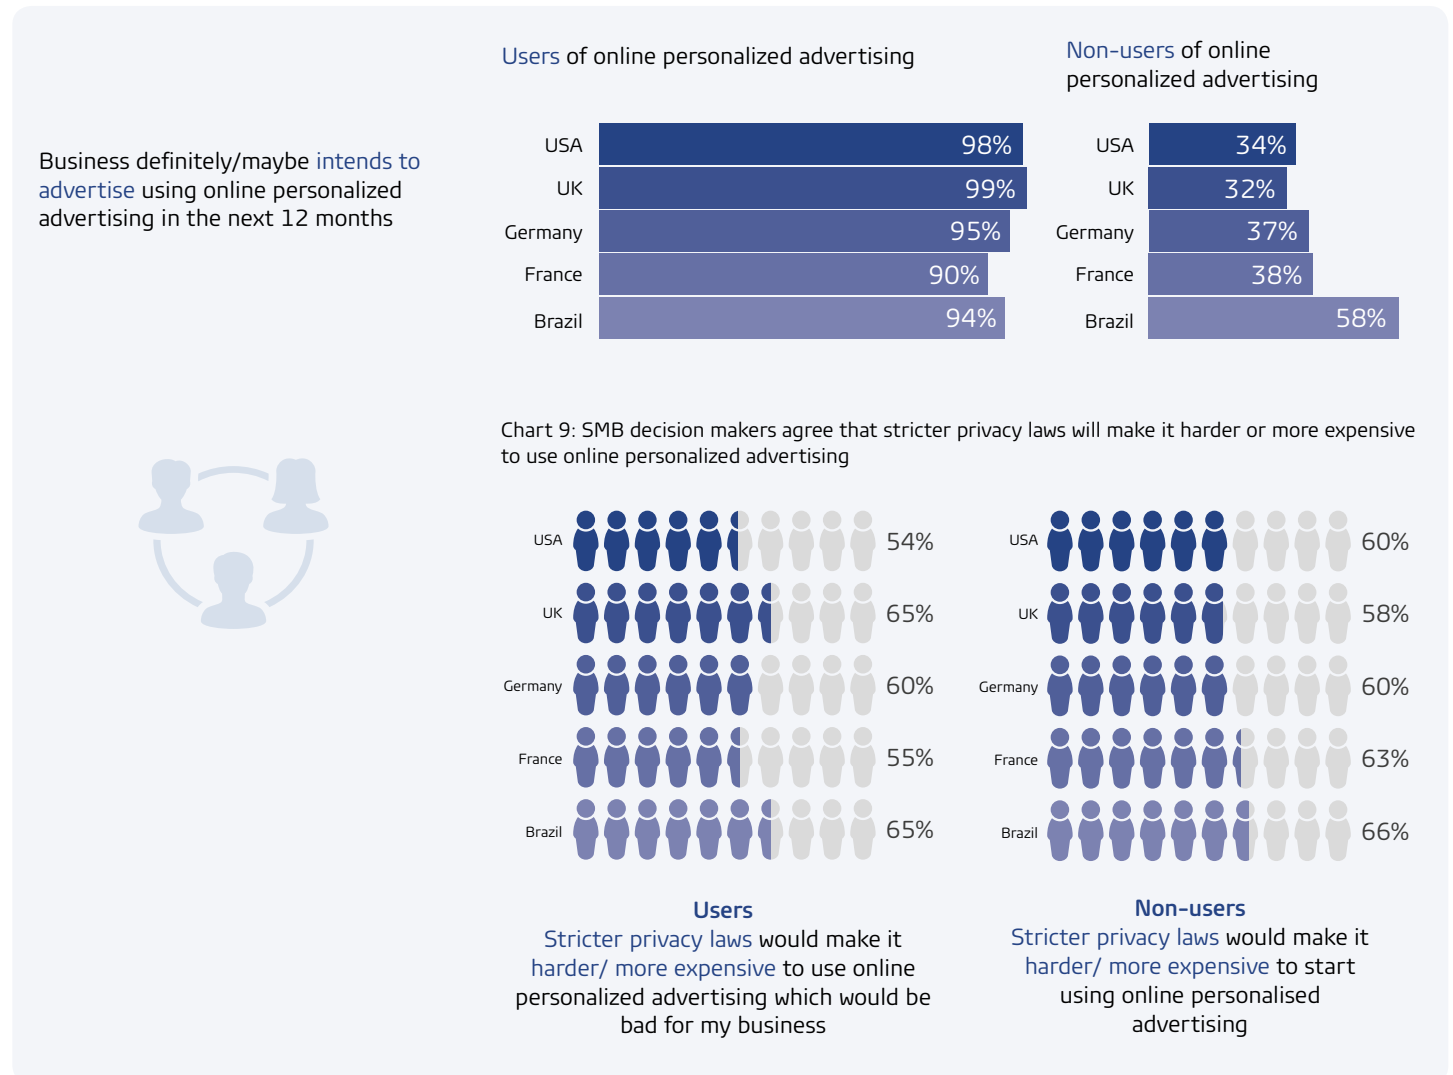 Users of online personalized advertising
Non-users of online
personalized advertising
Business definitely/maybe intends to
advertise using online personalized
advertising in the next 12 months
USA 98%
UK 99%
Germany 95%
France 90%
Brazil 94%
USA 34%
UK 32%
Germany 37%
France 38%
Brazil 58%
Chart 9: SMB decision makers agree that stricter privacy laws will make it harder or more expensive
to use online personalized advertising
USA 54%
UK 65%
Germany 60%
France 55%
Brazil 65%
USA 60%
UK 58%
Germany 60%
France 63%
Brazil 66%
Users
Stricter privacy laws would make it
harder/ more expensive to use online
personalized advertising which would be
bad for my business
Non-users
Stricter privacy laws would make it
harder/ more expensive to start
using online personalised
advertising